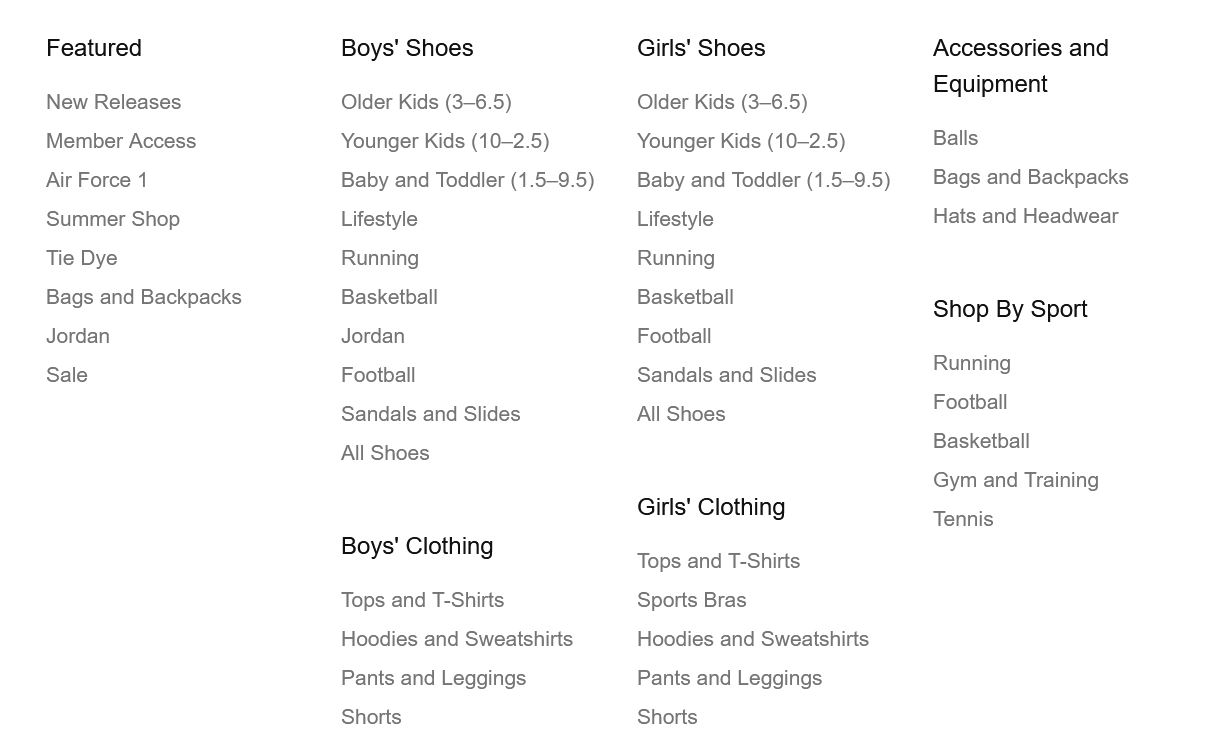 Featured
New Releases
Member Access
Air Force 1
Summer Shop
Tie Dye
Bags and Backpacks
Jordan
Sale
Boys' Shoes
Older Kids (3–6.5)
Younger Kids (10–2.5)
Baby and Toddler (1.5–9.5)
Lifestyle
Running
Basketball
Jordan
Football
Sandals and Slides
All Shoes
Boys' Clothing
Tops and T-Shirts
Hoodies and Sweatshirts
Pants and Leggings
Shorts
Girls' Shoes
Older Kids (3–6.5)
Younger Kids (10–2.5)
Baby and Toddler (1.5–9.5)
Lifestyle
Running
Basketball
Football
Sandals and Slides
All Shoes
Girls' Clothing
Tops and T-Shirts
Sports Bras
Hoodies and Sweatshirts
Pants and Leggings
Shorts
Accessories and
Equipment
Balls
Bags and Backpacks
Hats and Headwear
Shop By Sport
Running
Football
Basketball
Gym and Training
Tennis